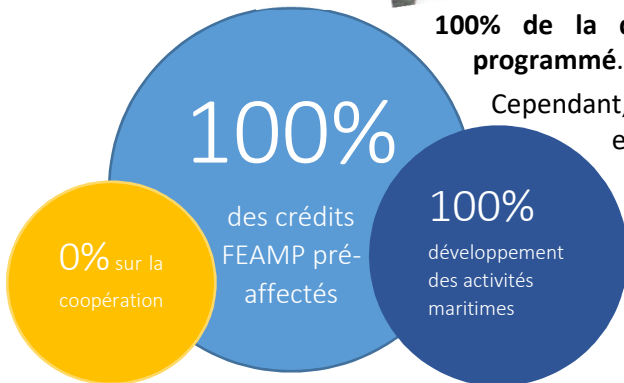 100% de la
programmé.
Cependant,
100%
des crédits
FEAMP pré-
affectés
0% sur la
coopération
100%
développement
des activités
maritimes